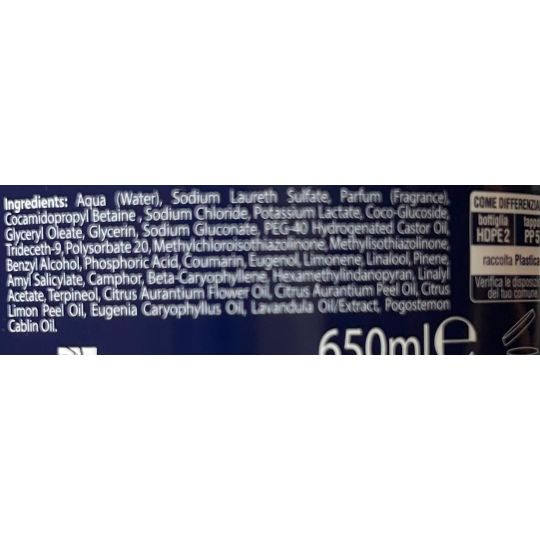 Ingredients: Aqua (Water), Sodium Laureth Sulfate, Parfum (Fragrance),
Cocamidopropyl Betaine , Sodium Chloride, Potassium Lactate, Coco-Glucoside,
Glyceryl Oleate, Glycerin, Sodium Gluconate, PEG-40 Hydrogenated Castor Oil,
Trideceth-9, Polysorbate 20, Methylchloroisothiazolinone, Methylisothiazolinone,
Benzyl Alcohol, Phosphoric Acid, Coumarin, Eugenol, Limonene, Linalool, Pinene,
Amyl Salicylate, Camphor, Beta-Caryophyllene, Hexamethylindanopyran, Linalyl
Acetate, Terpineol, Citrus Aurantium Flower Oil, Citrus Aurantium Peel Oil, Citrus
Limon Peel Oil, Eugenia Caryophyllus Oil, Lavandula Oil/Extract, Pogostemon
Cablin Oil.
650ml e
COME DIFFERENZIA
bottiglia tappo
HDPE 2 PP 5
raccolta Plastica
Verifica le disposizi
del tuo comune